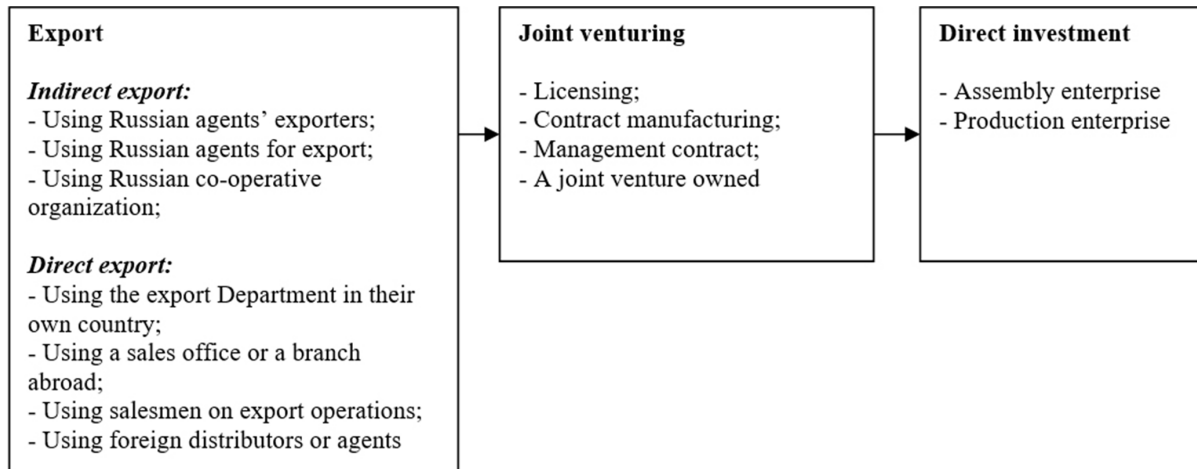 Export
Indirect export:
- Using Russian agents’ exporters;
- Using Russian agents for export;
- Using Russian co-operative
organization;
Direct export:
- Using the export Department in their
own country;
- Using a sales office or a branch
abroad;
- Using salesmen on export operations;
- Using foreign distributors or agents
Joint venturing
- Licensing;
- Contract manufacturing;
- Management contract;
- A joint venture owned
Direct investment
- Assembly enterprise
- Production enterprise